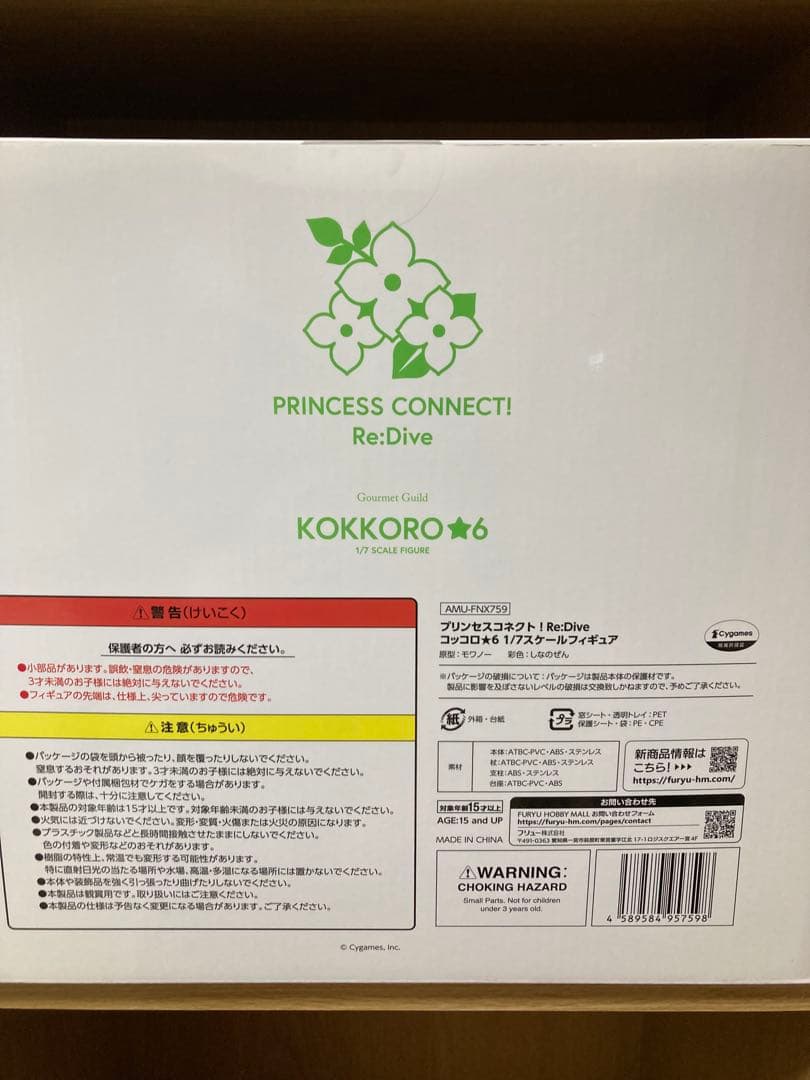 PRINCESS CONNECT!
Re:Dive
Gourmet Guild
KOKKORO★6
1/7 SCALE FIGURE
⚠警告(けいこく)
保護者の方へ 必ずお読みください。
●小部品があります。誤飲・窒息の危険がありますので、
3才未満のお子様には絶対に与えないでください。
●フィギュアの先端は、仕様上、尖っていますので危険です。
⚠注意(ちゅうい)
●パッケージの袋を頭から被ったり、顔を覆ったりしないでください。
窒息するおそれがあります。3才未満のお子様には絶対に与えないでください。
●パッケージや付属梱包材でケガをする場合があります。
開封する際は、十分に注意してください。
●本製品の対象年齢は15才以上です。対象年齢未満のお子様には与えないでください。
●火気には近づけないでください。変形・変質・火傷または火災の原因になります。
●プラスチック製品などと長時間接触させたままにしないでください。
色の付着や変形などのおそれがあります。
●樹脂の特性上、常温でも変形する可能性があります。
特に直射日光の当たる場所や水場、高温・多湿になる場所には置かないでください。
●本体や装飾品を強く引っ張ったり曲げたりしないでください。
●本製品は観賞用です。取り扱いにはご注意ください。
●本製品の仕様は予告なく変更になる場合があります。ご了承ください。
AMU-FNX759
プリンセスコネクト!Re:Dive
コッコロ★6 1/7スケールフィギュア
原型:モワノー 彩色:しなのぜん
Cygames
※パッケージの破損について:パッケージは製品本体の保護材です。
製品に影響を及ぼさないレベルの破損は交換致しかねますので、予めご了承ください。
紙 外箱・台紙
プラ 窓シート・透明トレイ:PET
保護シート・袋:PE・CPE
素材
本体:ATBC-PVC・ABS・ステンレス
杖:ATBC-PVC・ABS・ステンレス
支柱:ABS・ステンレス
台座:ATBC-PVC・ABS
新商品情報は
こちら!▶▶▶
https://furyu-hm.com/
対象年齢15才以上
AGE:15 and UP
MADE IN CHINA
お問い合わせ先
FURYU HOBBY MALL お問い合わせフォーム
https://furyu-hm.com/pages/contact
フリュー株式会社
⚠WARNING:
CHOKING HAZARD
Small Parts. Not for children
under 3 years old.
4 589584 957598
© Cygames, Inc.